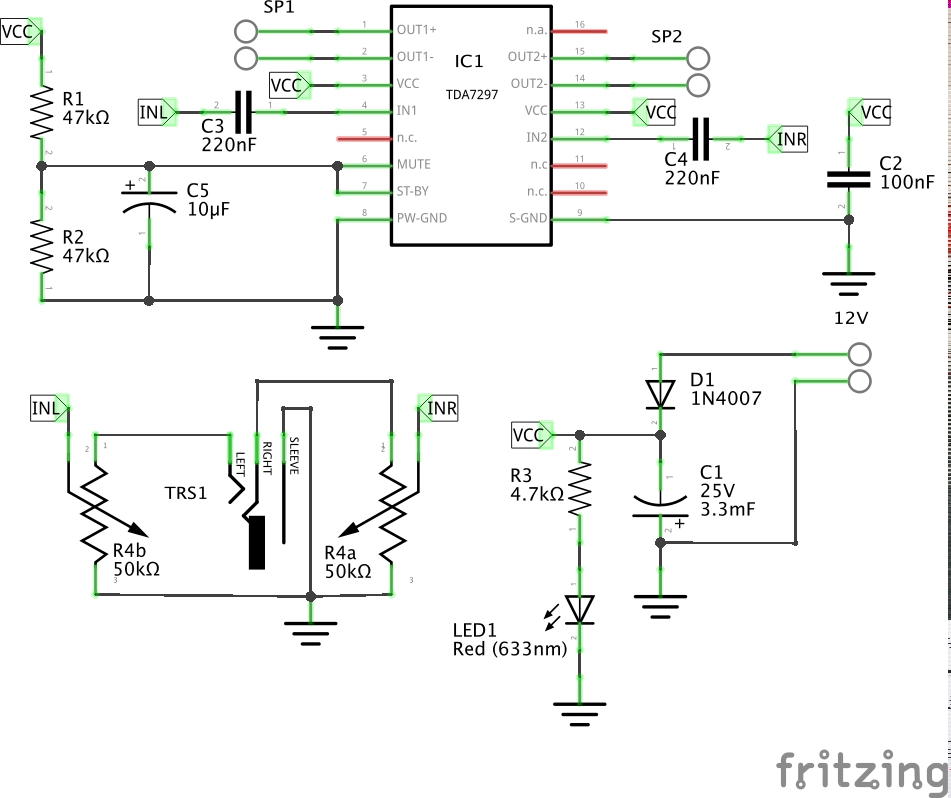 SP1
VCC
1
OUT1+
n.a.
16
2
OUT1-
IC1
OUT2+
15
SP2
VCC
3
VCC
TDA7297
OUT2-
14
1
R1
47kΩ
INL
2
C3
220nF
1
4
IN1
VCC
13
VCC
VCC
5
n.c.
IN2
12
1
C4
220nF
2
INR
1
C2
100nF
2
2
6
MUTE
n.c
11
2
+
C5
10µF
1
7
ST-BY
n.c.
10
2
R2
47kΩ
1
8
PW-GND
S-GND
9
12V
INL
2
1
LEFT
RIGHT
SLEEVE
TRS1
R4b
50kΩ
3
INR
1
2
R4a
50kΩ
3
1
D1
1N4007
2
VCC
2
R3
4.7kΩ
1
1
C1
25V
3.3mF
+
2
1
LED1
Red (633nm)
2
fritzing